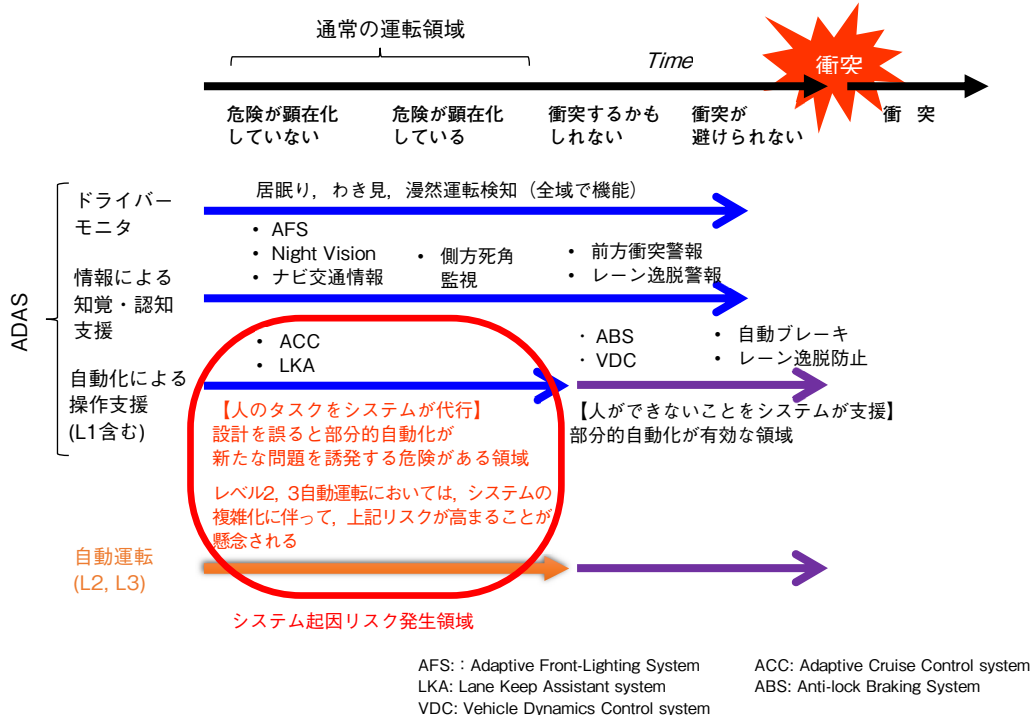 通常の運転領域
Time
衝突
危険が顕在化
していない
危険が顕在化
している
衝突するかも
しれない
衝突が
避けられない
衝 突
ADAS
ドライバー
モニタ
居眠り，わき見，漫然運転検知（全域で機能）
情報による
知覚・認知
支援
• AFS
• Night Vision
• ナビ交通情報
• 側方死角
監視
• 前方衝突警報
• レーン逸脱警報
自動化による
操作支援
(L1含む)
• ACC
• LKA
・ ABS
・ VDC
• 自動ブレーキ
• レーン逸脱防止
【人のタスクをシステムが代行】
設計を誤ると部分的自動化が
新たな問題を誘発する危険がある領域
【人ができないことをシステムが支援】
部分的自動化が有効な領域
レベル2, 3自動運転においては，システムの
複雑化に伴って，上記リスクが高まることが
懸念される
自動運転
(L2, L3)
システム起因リスク発生領域
AFS:：Adaptive Front-Lighting System
ACC: Adaptive Cruise Control system
LKA: Lane Keep Assistant system
ABS: Anti-lock Braking System
VDC: Vehicle Dynamics Control system